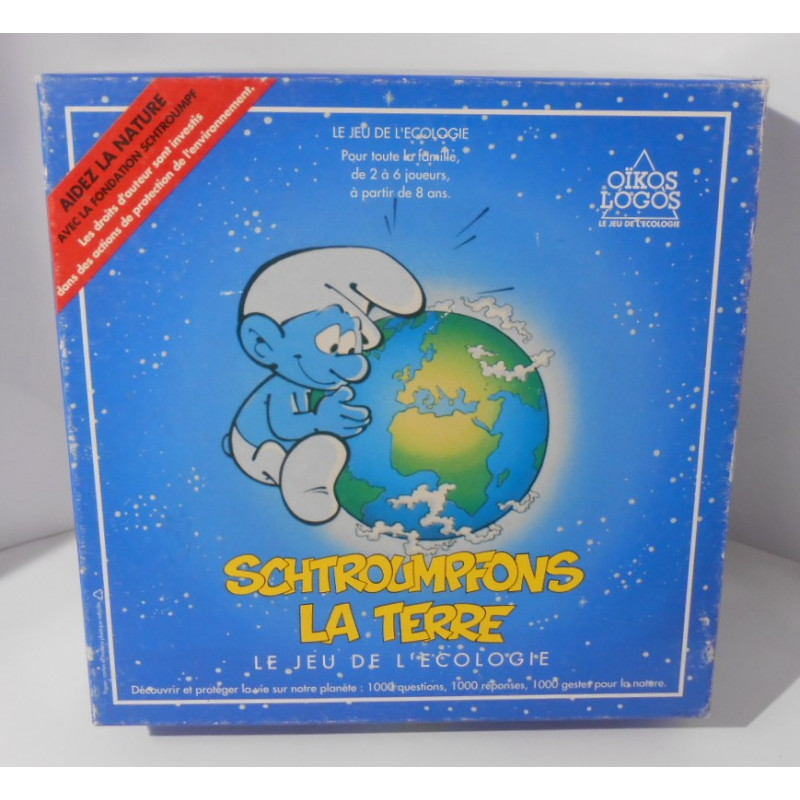 AIDEZ LA NATURE
AVEC LA FONDATION SCHTROUMPF
Les droits d'auteur sont investis
dans des actions de protection de l'environnement.
LE JEU DE L'ECOLOGIE
Pour toute la famille,
de 2 à 6 joueurs,
à partir de 8 ans.
OÏKOS
LOGOS
LE JEU DE L'ECOLOGIE
SCHTROUMPFONS
LA TERRE
LE JEU DE L'ECOLOGIE
Découvrir et protéger la vie sur notre planète : 1000 questions, 1000 réponses, 1000 gestes pour la nature.